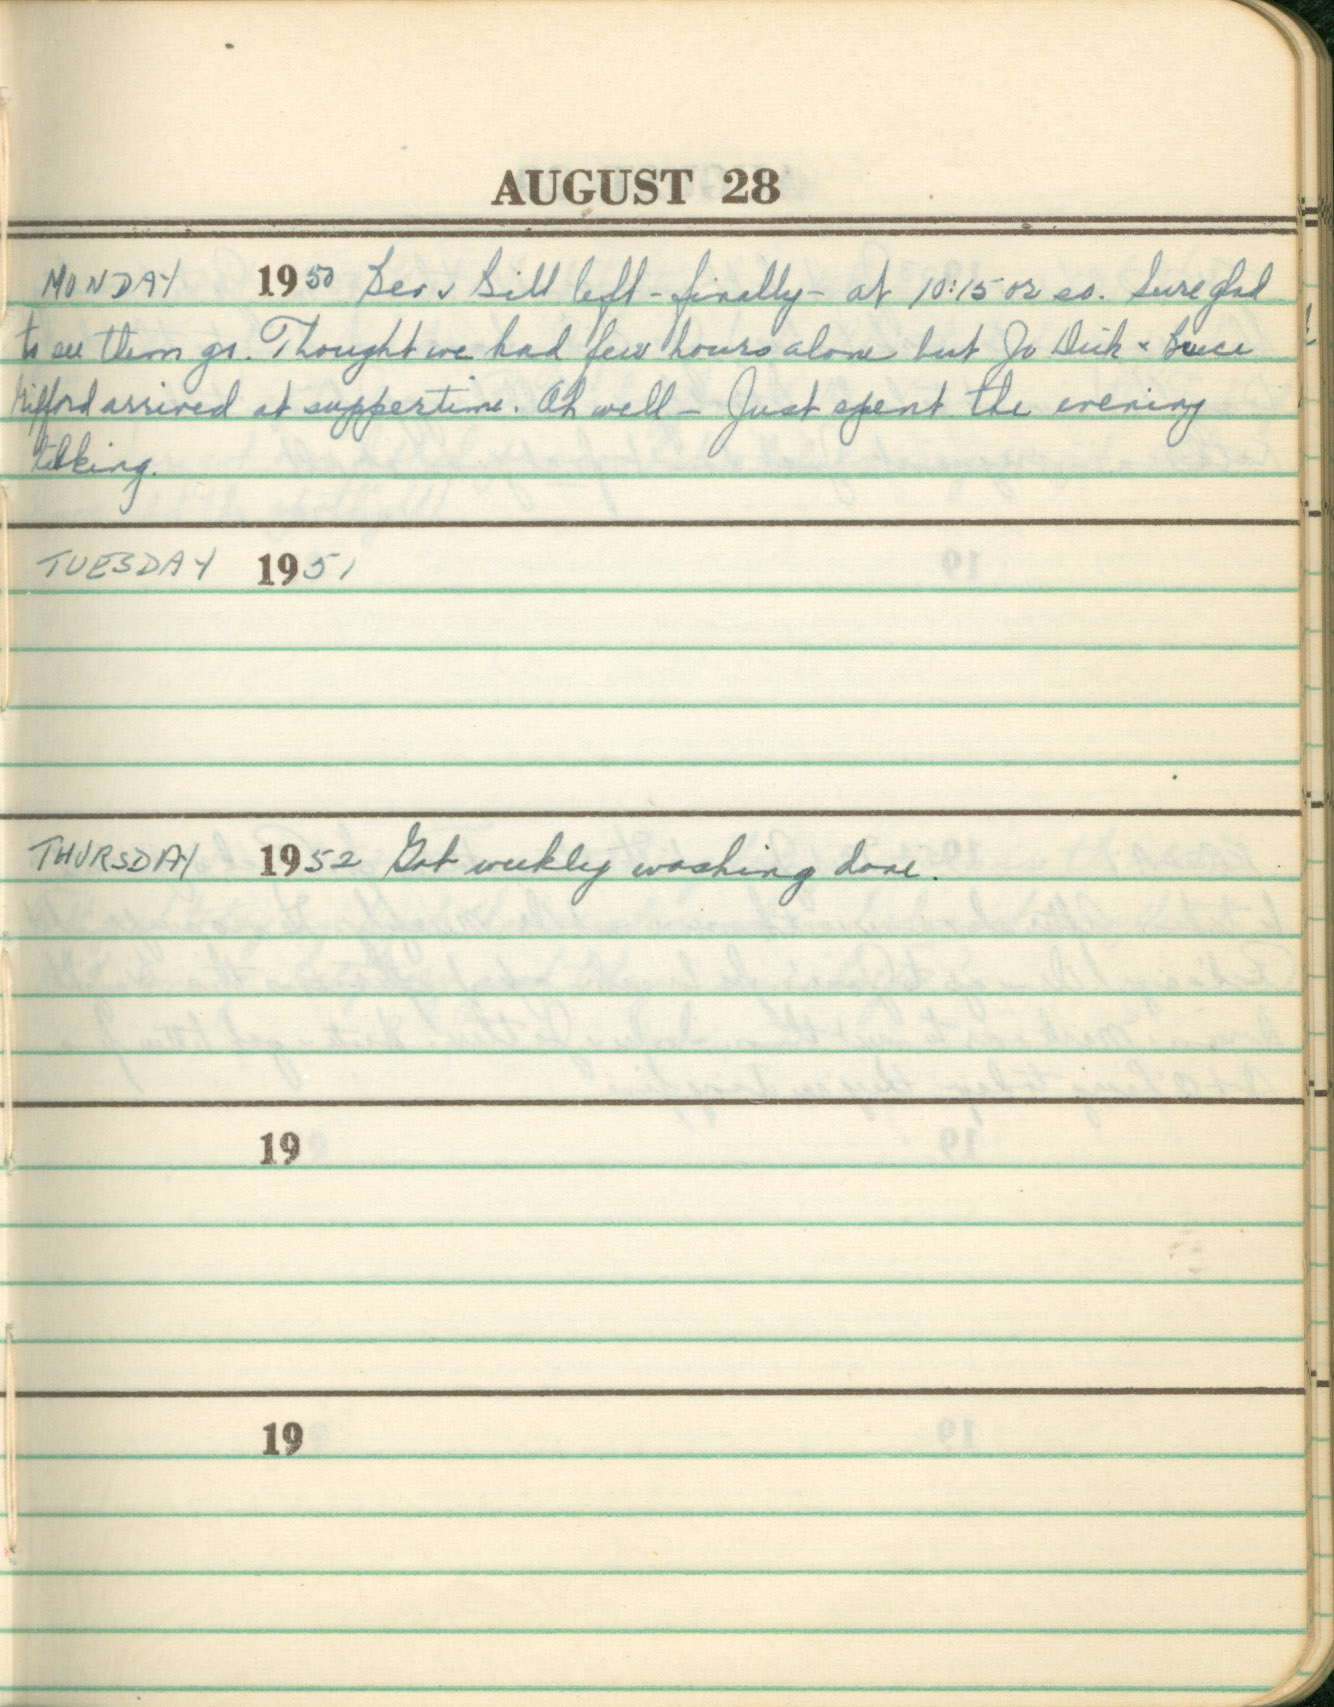 AUGUST 28
MONDAY 1950 Bev & Bill left - finally - at 10:15 or so. Sure glad
to see them go. Thought we had few hours alone but Jo Dick & Bruce
Gifford arrived at suppertime. Oh well - Just spent the evening
talking.
TUESDAY 1951
THURSDAY 1952 Got weekly washing done.
19
19